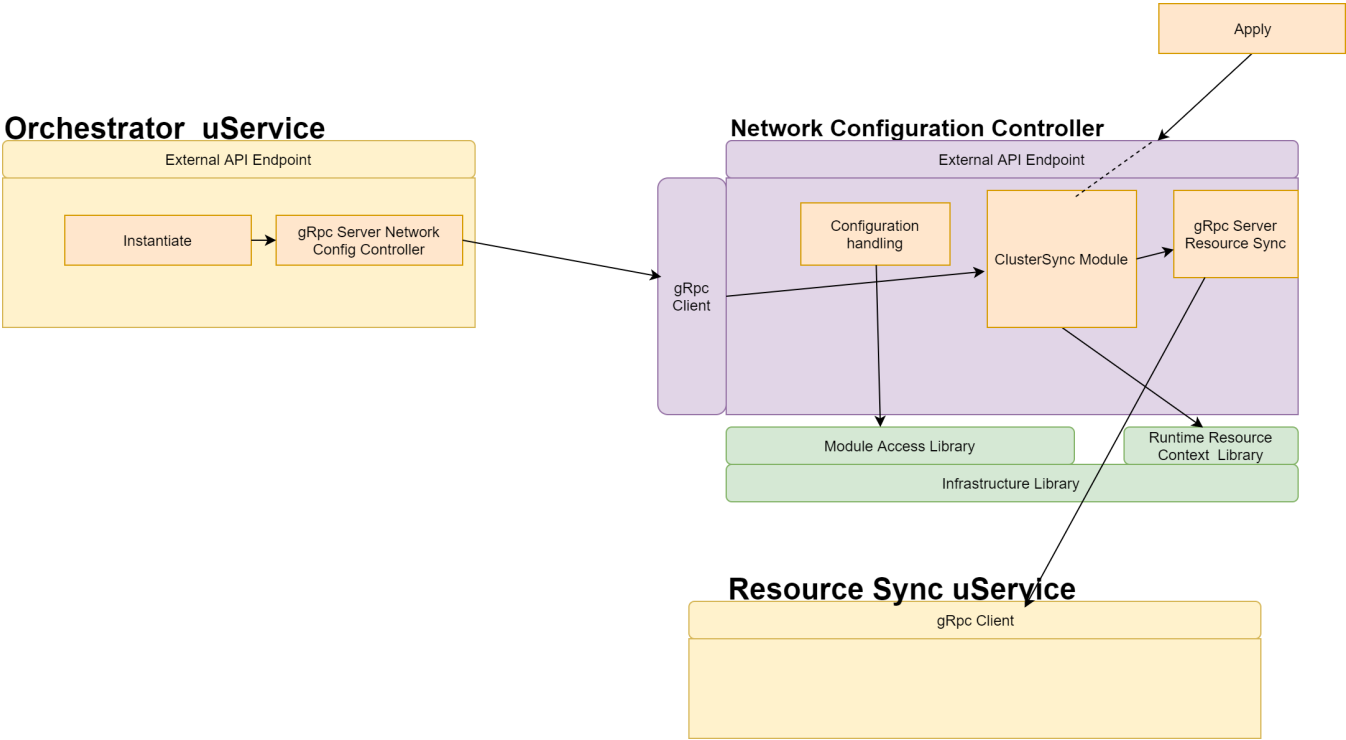 Apply
Orchestrator uService
External API Endpoint
Instantiate
gRpc Server Network
Config Controller
Network Configuration Controller
External API Endpoint
gRpc
Client
Configuration
handling
ClusterSync Module
gRpc Server
Resource Sync
Module Access Library
Runtime Resource
Context Library
Infrastructure Library
Resource Sync uService
gRpc Client